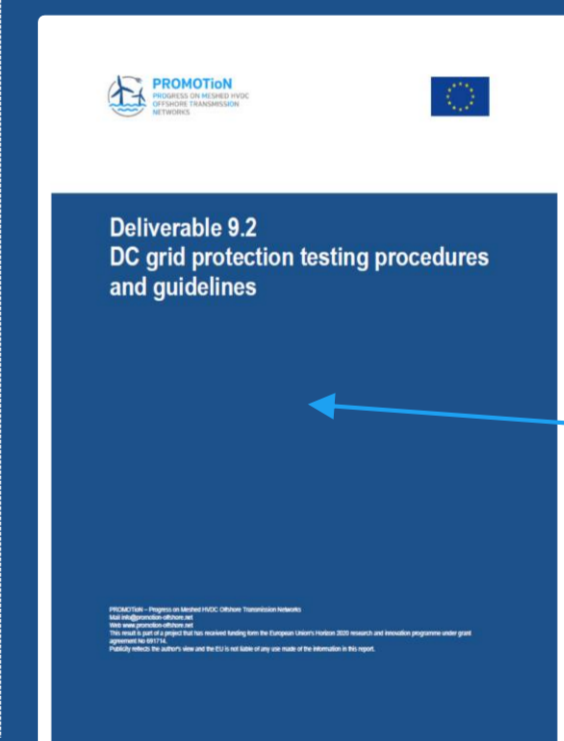 PROMOTioN
PROGRESS ON MESHED HVDC
OFFSHORE TRANSMISSION
NETWORKS
Deliverable 9.2
DC grid protection testing procedures
and guidelines
PROMOTioN – Progress on Meshed HVDC Offshore Transmission Networks
Mail info@promotion-offshore.net
Web www.promotion-offshore.net
This result is part of a project that has received funding form the European Union's Horizon 2020 research and innovation programme under grant
agreement No 691714.
Publicly reflects the author's view and the EU is not liable of any use made of the information in this report.